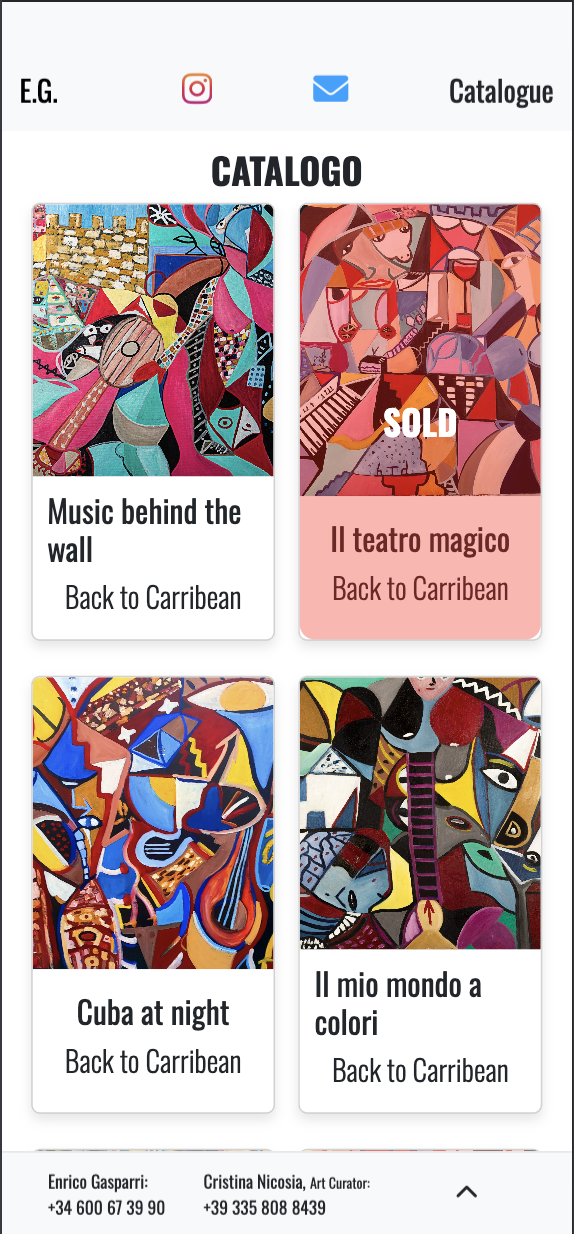 E.G.
Catalogue
CATALOGO
Music behind the
wall
Back to Carribean
SOLD
Il teatro magico
Back to Carribean
Cuba at night
Back to Carribean
Il mio mondo a
colori
Back to Carribean
Enrico Gasparri:
+34 600 67 39 90
Cristina Nicosia, Art Curator:
+39 335 808 8439